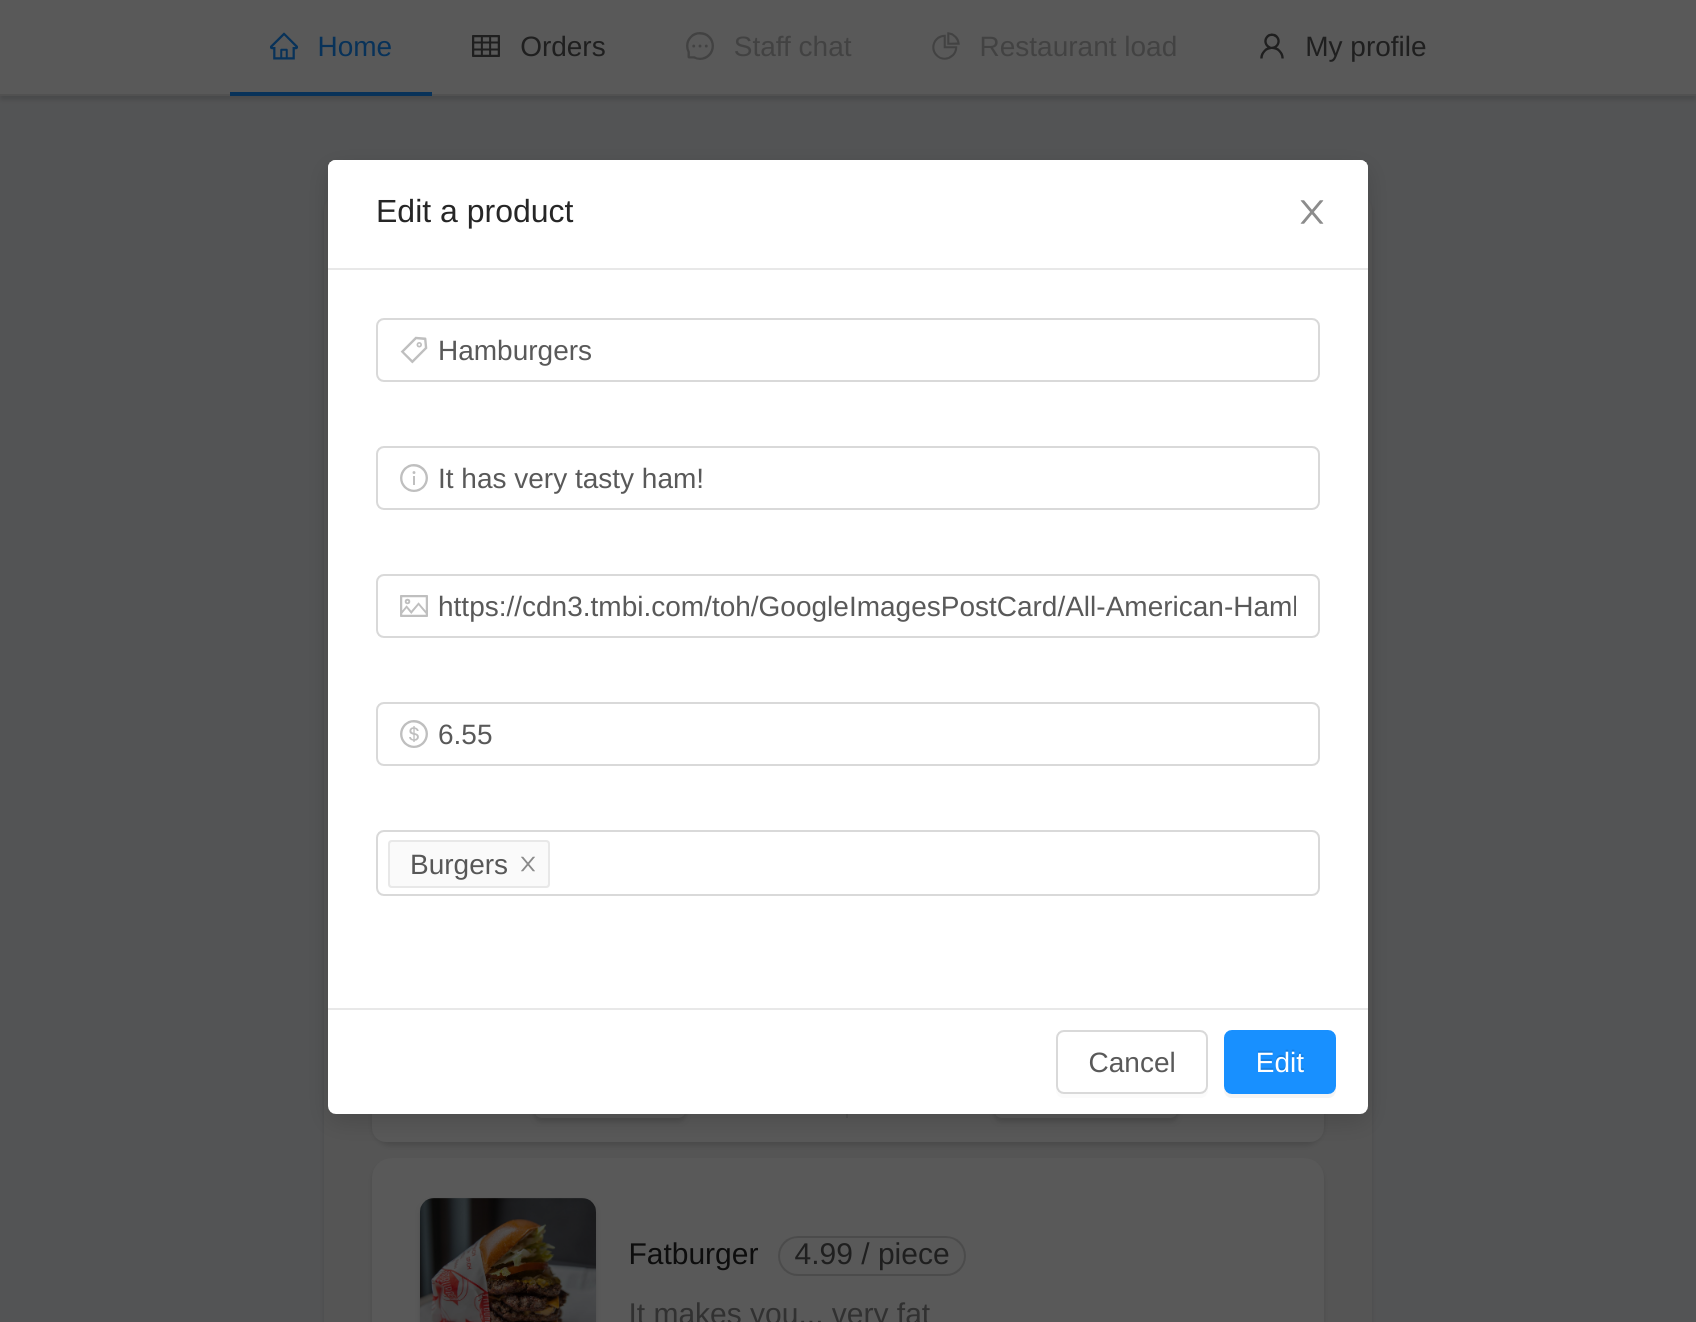 Home Orders Staff chat Restaurant load My profile
Edit a product
Hamburgers
It has very tasty ham!
https://cdn3.tmbi.com/toh/GoogleImagesPostCard/All-American-Ham
6.55
Burgers
Cancel Edit
Fatburger 4.99 / piece
It makes you... very fat